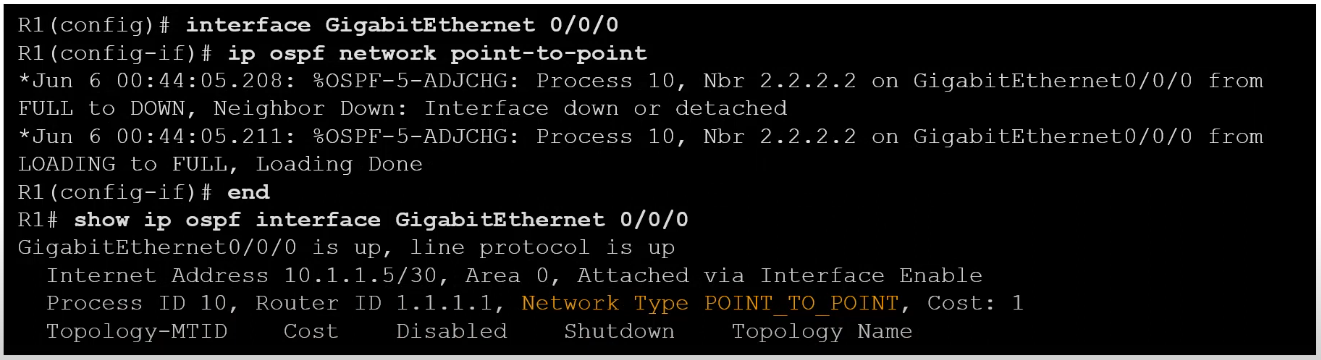 R1(config)# interface GigabitEthernet 0/0/0
R1(config-if)# ip ospf network point-to-point
*Jun 6 00:44:05.208: %OSPF-5-ADJCHG: Process 10, Nbr 2.2.2.2 on GigabitEthernet0/0/0 from
FULL to DOWN, Neighbor Down: Interface down or detached
*Jun 6 00:44:05.211: %OSPF-5-ADJCHG: Process 10, Nbr 2.2.2.2 on GigabitEthernet0/0/0 from
LOADING to FULL, Loading Done
R1(config-if)# end
R1# show ip ospf interface GigabitEthernet 0/0/0
GigabitEthernet0/0/0 is up, line protocol is up
  Internet Address 10.1.1.5/30, Area 0, Attached via Interface Enable
  Process ID 10, Router ID 1.1.1.1, Network Type POINT_TO_POINT, Cost: 1
  Topology-MTID    Cost    Disabled    Shutdown    Topology Name